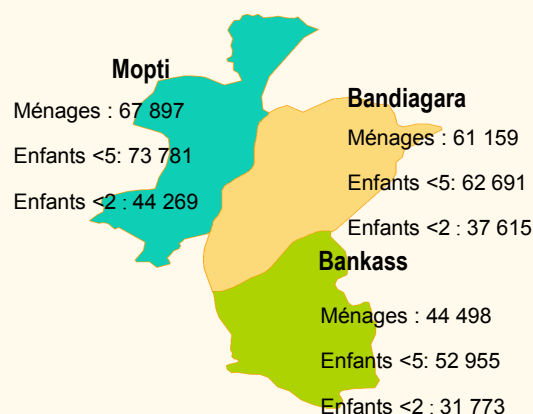 Mopti
Ménages : 67 897
Enfants <5: 73 781
Enfants <2 : 44 269
Bandiagara
Ménages : 61 159
Enfants <5: 62 691
Enfants <2 : 37 615
Bankass
Ménages : 44 498
Enfants <5: 52 955
Enfants <2 : 31 773